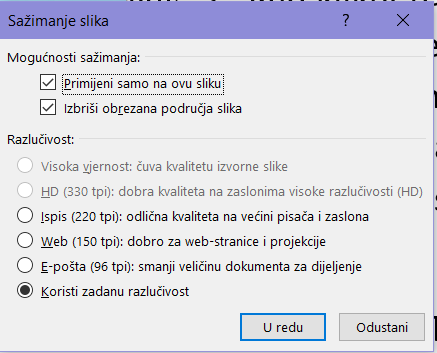 Sažimanje slika
Mogućnosti sažimanja:
Primijeni samo na ovu sliku
Izbriši obrezana područja slika
Razlučivost:
Visoka vjernost: čuva kvalitetu izvorne slike
HD (330 tpi): dobra kvaliteta na zaslonima visoke razlučivosti (HD)
Ispis (220 tpi): odlična kvaliteta na većini pisača i zaslona
Web (150 tpi): dobro za web-stranice i projekcije
E-pošta (96 tpi): smanji veličinu dokumenta za dijeljenje
Koristi zadanu razlučivost
U redu
Odustani